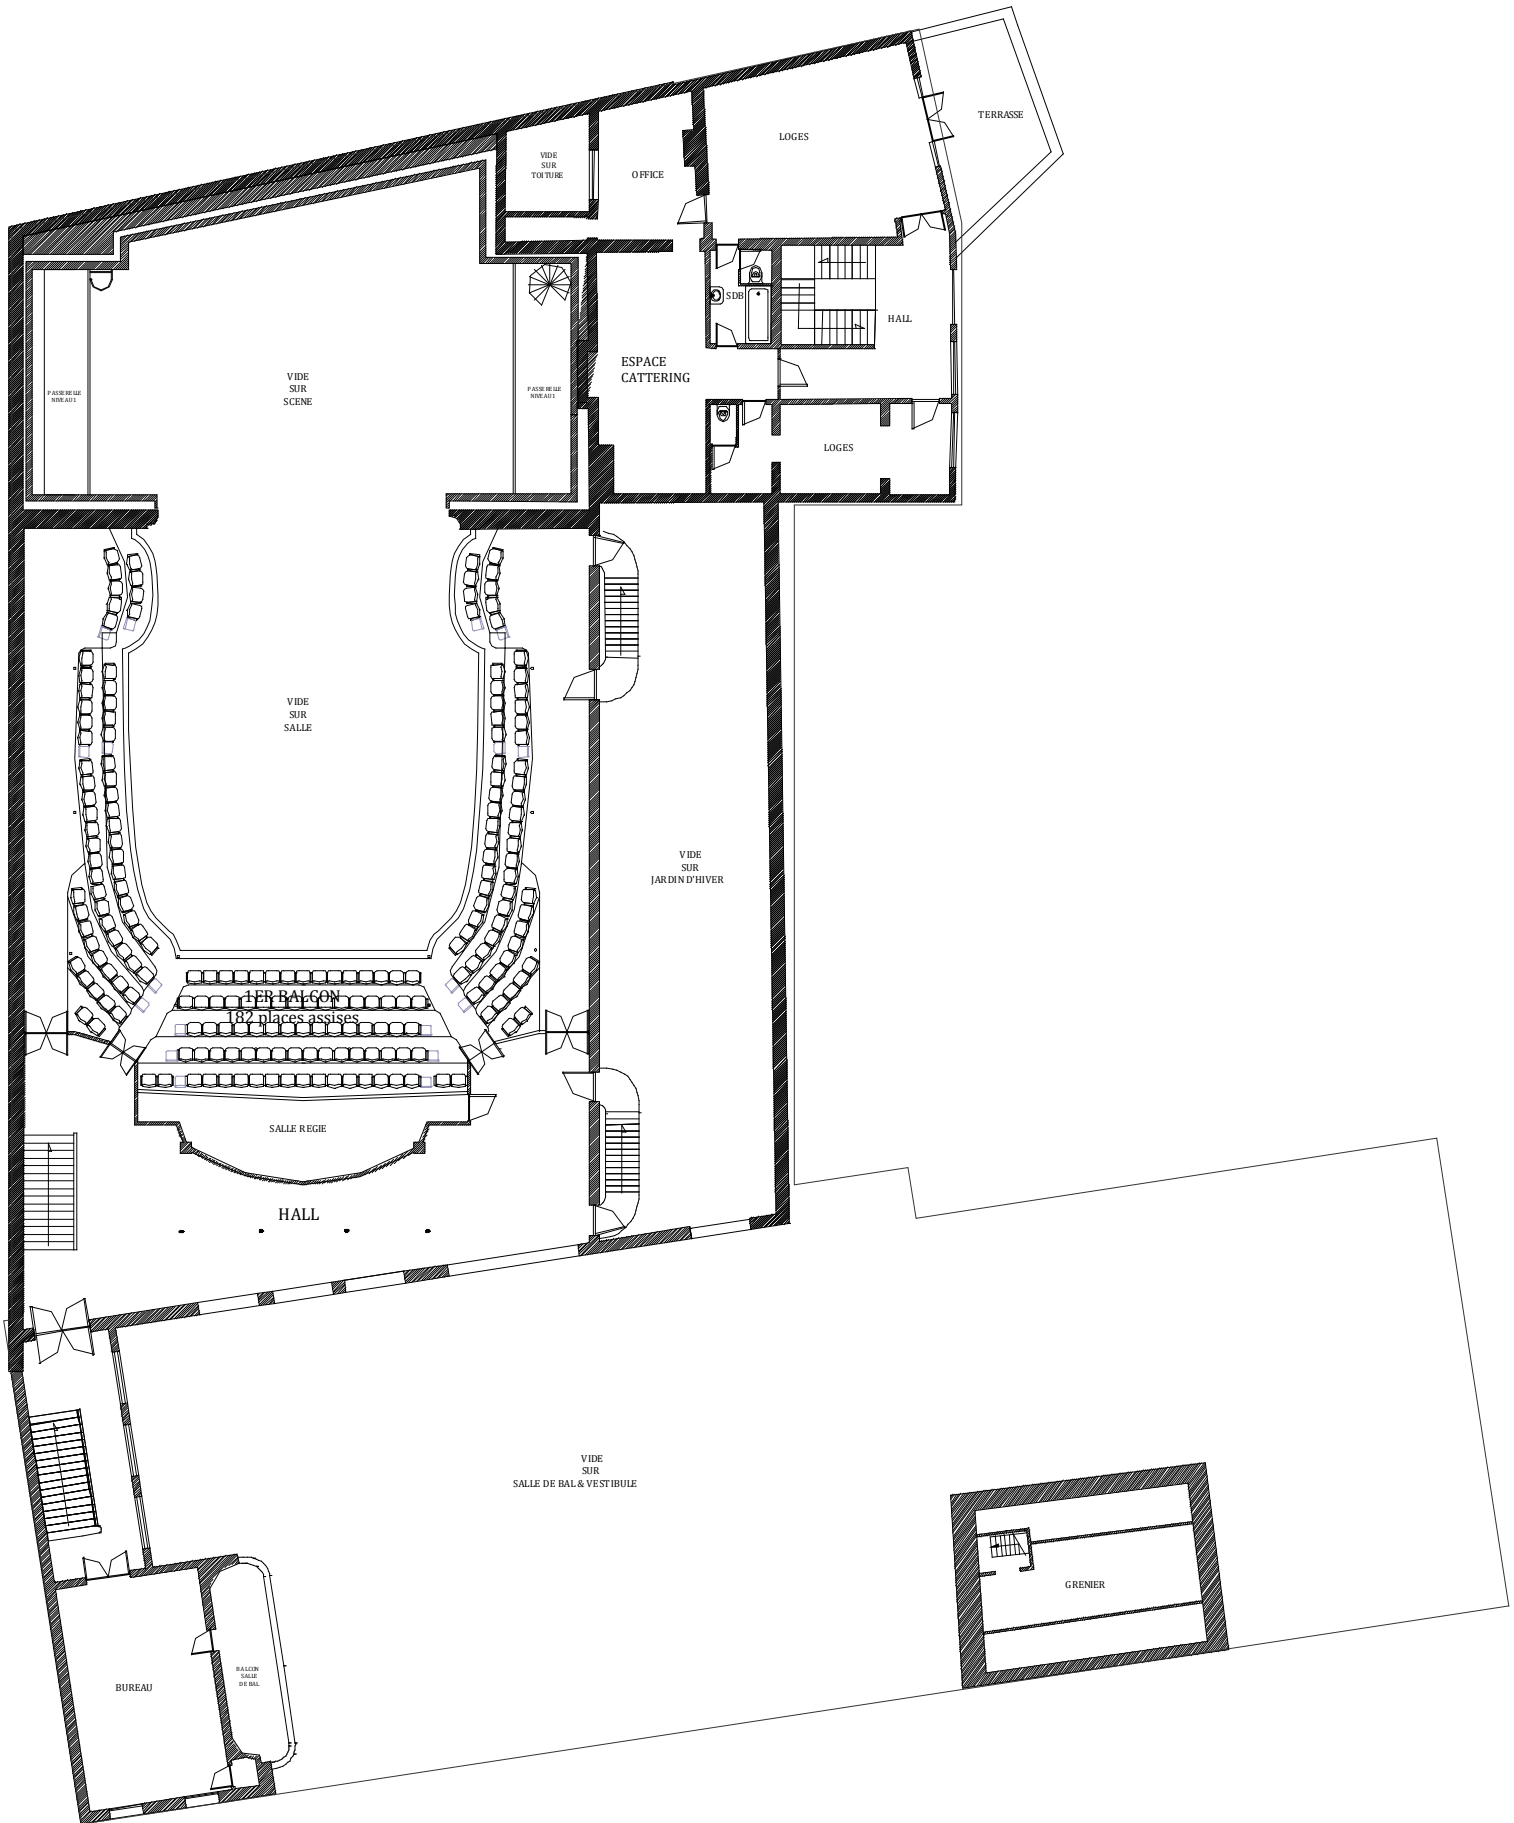 TERRASSE
LOGES
VIDE
SUR
TOITURE
OFFICE
SDB
HALL
ESPACE
CATTERING
VIDE
SUR
SCENE
PASSERELLE
NIVEAU 1
PASSERELLE
NIVEAU 1
LOGES
VIDE
SUR
SALLE
VIDE
SUR
JARDIN D'HIVER
1ER BALCON
182 places assises
SALLE REGIE
HALL
VIDE
SUR
SALLE DE BAL & VESTIBULE
GRENIER
BALCON
SALLE
DE BAL
BUREAU